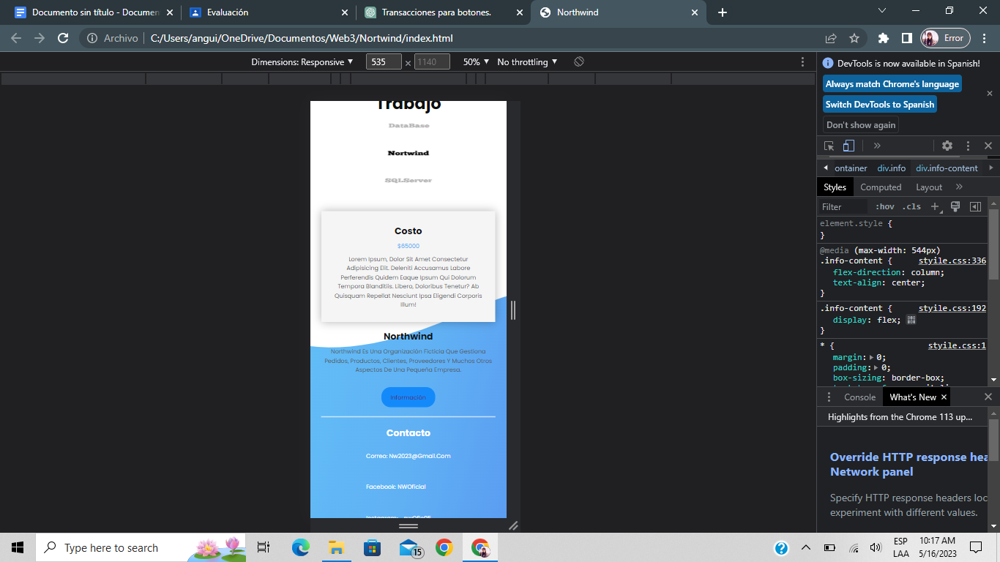 Documento sin título - Documen
Evaluación
Transacciones para botones.
Northwind
Archivo
C:/Users/angui/OneDrive/Documentos/Web3/Nortwind/index.html
Error
Dimensions: Responsive
535
×
1140
50%
No throttling
DevTools is now available in Spanish!
Always match Chrome's language
Switch DevTools to Spanish
Don't show again
Trabajo
DataBase
Nortwind
SQLServer
Costo
$65000
Lorem Ipsum, Dolor Sit Amet Consectetur
Adipisicing Elit. Deleniti Accusamus Labore
Perferendis Quidem Eaque Ipsum Qui Dolorum
Tempora Blanditiis. Libero, Doloribus Tenetur? Ab
Quisquam Repellat Nesciunt Ipsa Eligendi Corporis
Illum!
Northwind
Northwind Es Una Organización Ficticia Que Gestiona
Pedidos, Productos, Clientes, Proveedores Y Muchos Otros
Aspectos De Una Pequeña Empresa.
Información
Contacto
Correo: Nw2023@Gmail.Com
Facebook: NWOficial
ontainer
div.info
div.info-content
Styles
Computed
Layout
Filter
:hov
.cls
element.style {
}
@media (max-width: 544px)
.info-content {
styile.css:336
flex-direction: column;
text-align: center;
}
.info-content {
styile.css:192
display: flex;
}
* {
styile.css:1
margin: 0;
padding: 0;
box-sizing: border-box;
Console
What's New
Highlights from the Chrome 113 up...
Override HTTP response hea
Network panel
Specify HTTP response headers loc
experiment with different values.
Type here to search
15
ESP
LAA
10:17 AM
5/16/2023